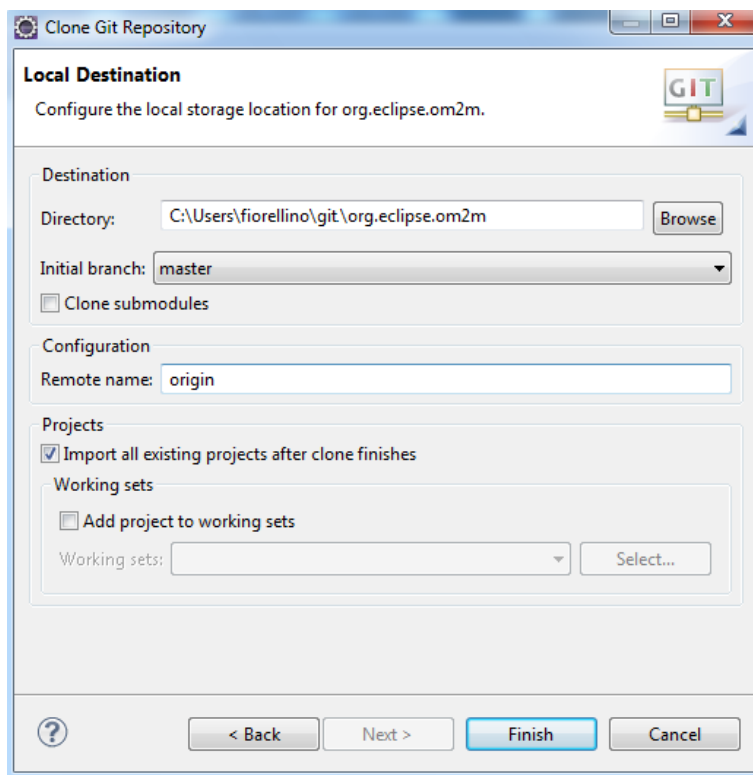 Clone Git Repository
Local Destination
Configure the local storage location for org.eclipse.om2m.
GIT
Destination
Directory: C:\Users\fiorellino\git\org.eclipse.om2m Browse
Initial branch: master
Clone submodules
Configuration
Remote name: origin
Projects
Import all existing projects after clone finishes
Working sets
Add project to working sets
Working sets: Select...
? < Back Next > Finish Cancel